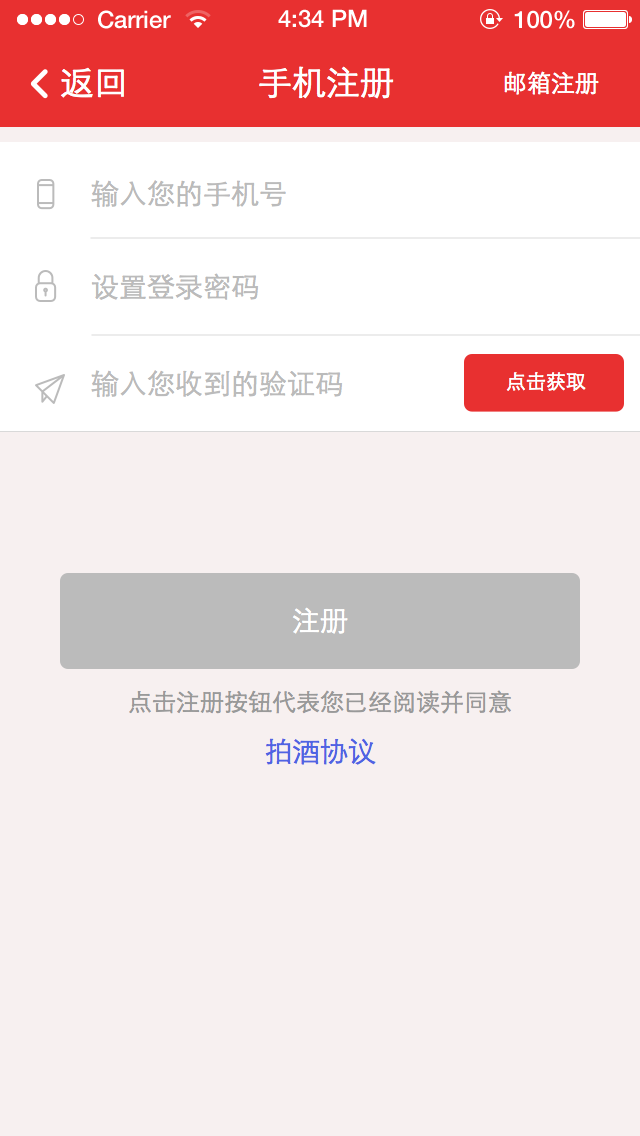 Carrier 4:34 PM 100%
返回 手机注册 邮箱注册
输入您的手机号
设置登录密码
输入您收到的验证码 点击获取
注册
点击注册按钮代表您已经阅读并同意
拍酒协议